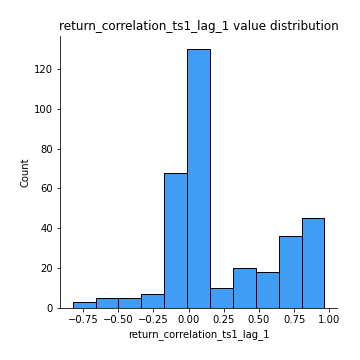 return_correlation_ts1_lag_1 value distribution
120
100
80
60
40
20
0
Count
−0.75 −0.50 −0.25 0.00 0.25 0.50 0.75 1.00
return_correlation_ts1_lag_1